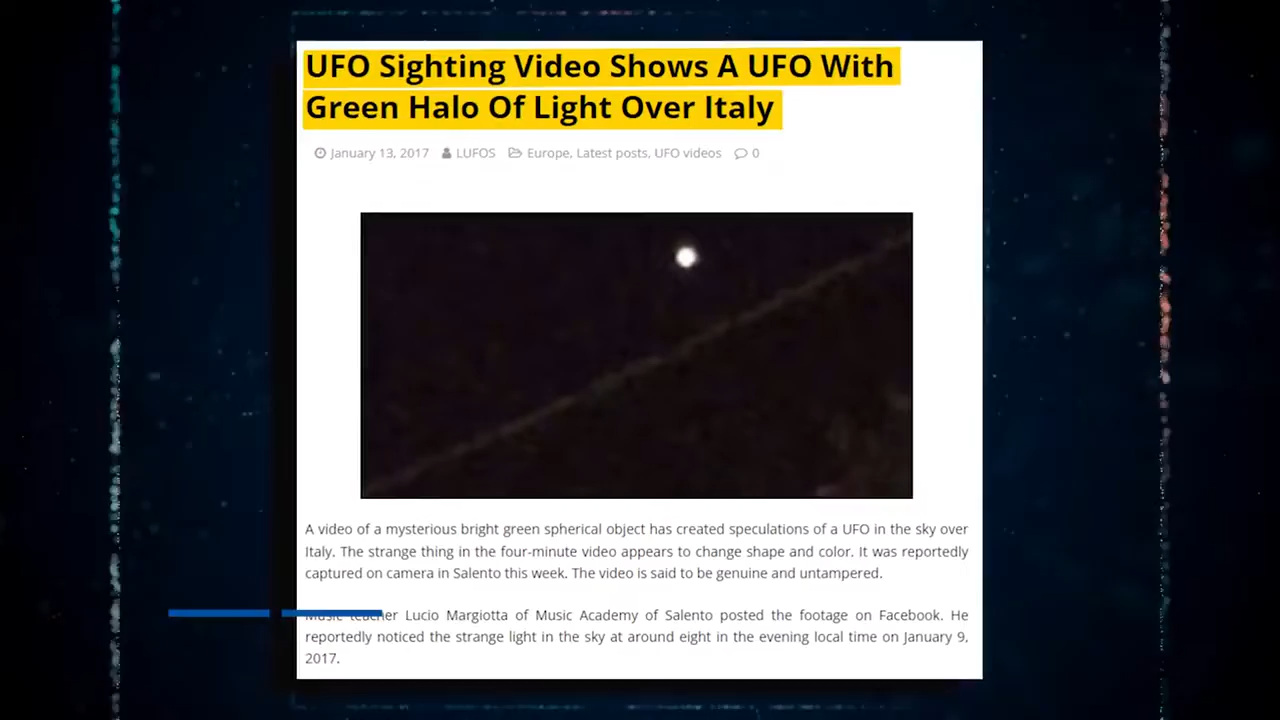 UFO Sighting Video Shows A UFO With
Green Halo Of Light Over Italy
January 13, 2017 LUFOS Europe, Latest posts, UFO videos 0
A video of a mysterious bright green spherical object has created speculations of a UFO in the sky over
Italy. The strange thing in the four-minute video appears to change shape and color. It was reportedly
captured on camera in Salento this week. The video is said to be genuine and untampered.
Music teacher Lucio Margiotta of Music Academy of Salento posted the footage on Facebook. He
reportedly noticed the strange light in the sky at around eight in the evening local time on January 9,
2017.